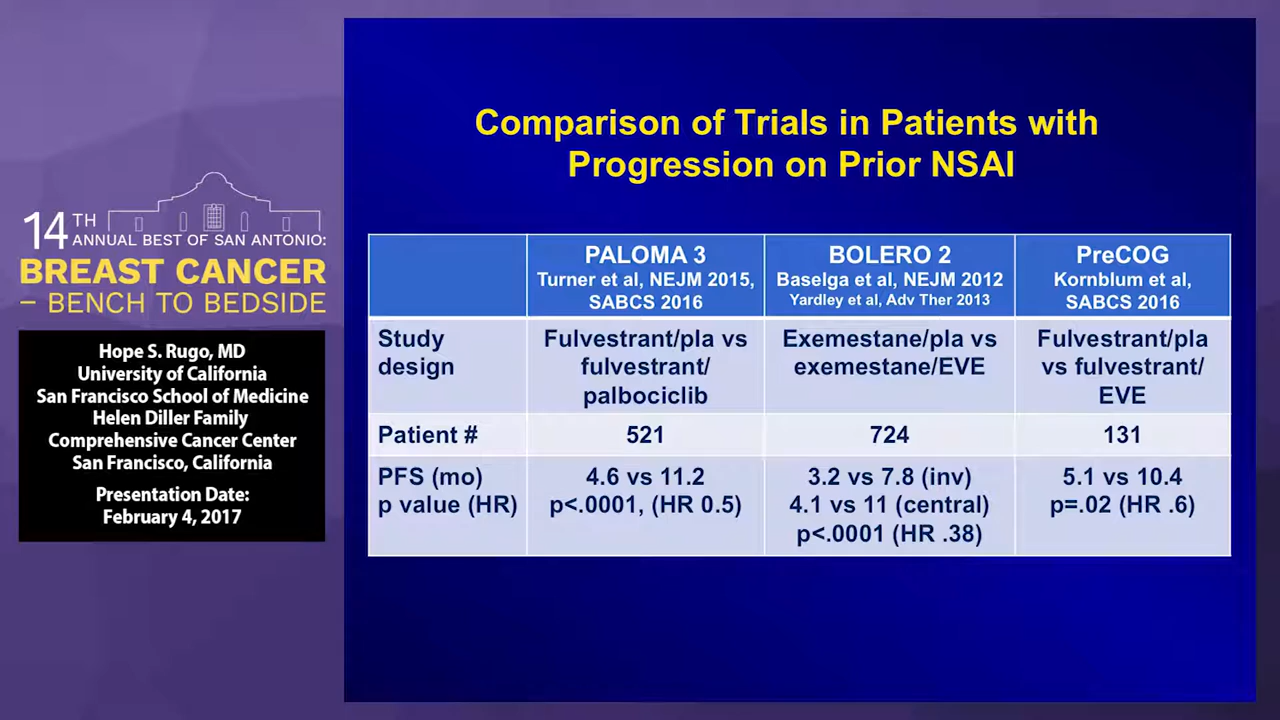 14TH
ANNUAL BEST OF SAN ANTONIO:
BREAST CANCER
– BENCH TO BEDSIDE
Hope S. Rugo, MD
University of California
San Francisco School of Medicine
Helen Diller Family
Comprehensive Cancer Center
San Francisco, California
Presentation Date:
February 4, 2017
Comparison of Trials in Patients with
Progression on Prior NSAI
PALOMA 3
Turner et al, NEJM 2015,
SABCS 2016
BOLERO 2
Baselga et al, NEJM 2012
Yardley et al, Adv Ther 2013
PreCOG
Kornblum et al,
SABCS 2016
Study
design
Fulvestrant/pla vs
fulvestrant/
palbociclib
Exemestane/pla vs
exemestane/EVE
Fulvestrant/pla
vs fulvestrant/
EVE
Patient #
521
724
131
PFS (mo)
p value (HR)
4.6 vs 11.2
p<.0001, (HR 0.5)
3.2 vs 7.8 (inv)
4.1 vs 11 (central)
p<.0001 (HR .38)
5.1 vs 10.4
p=.02 (HR .6)